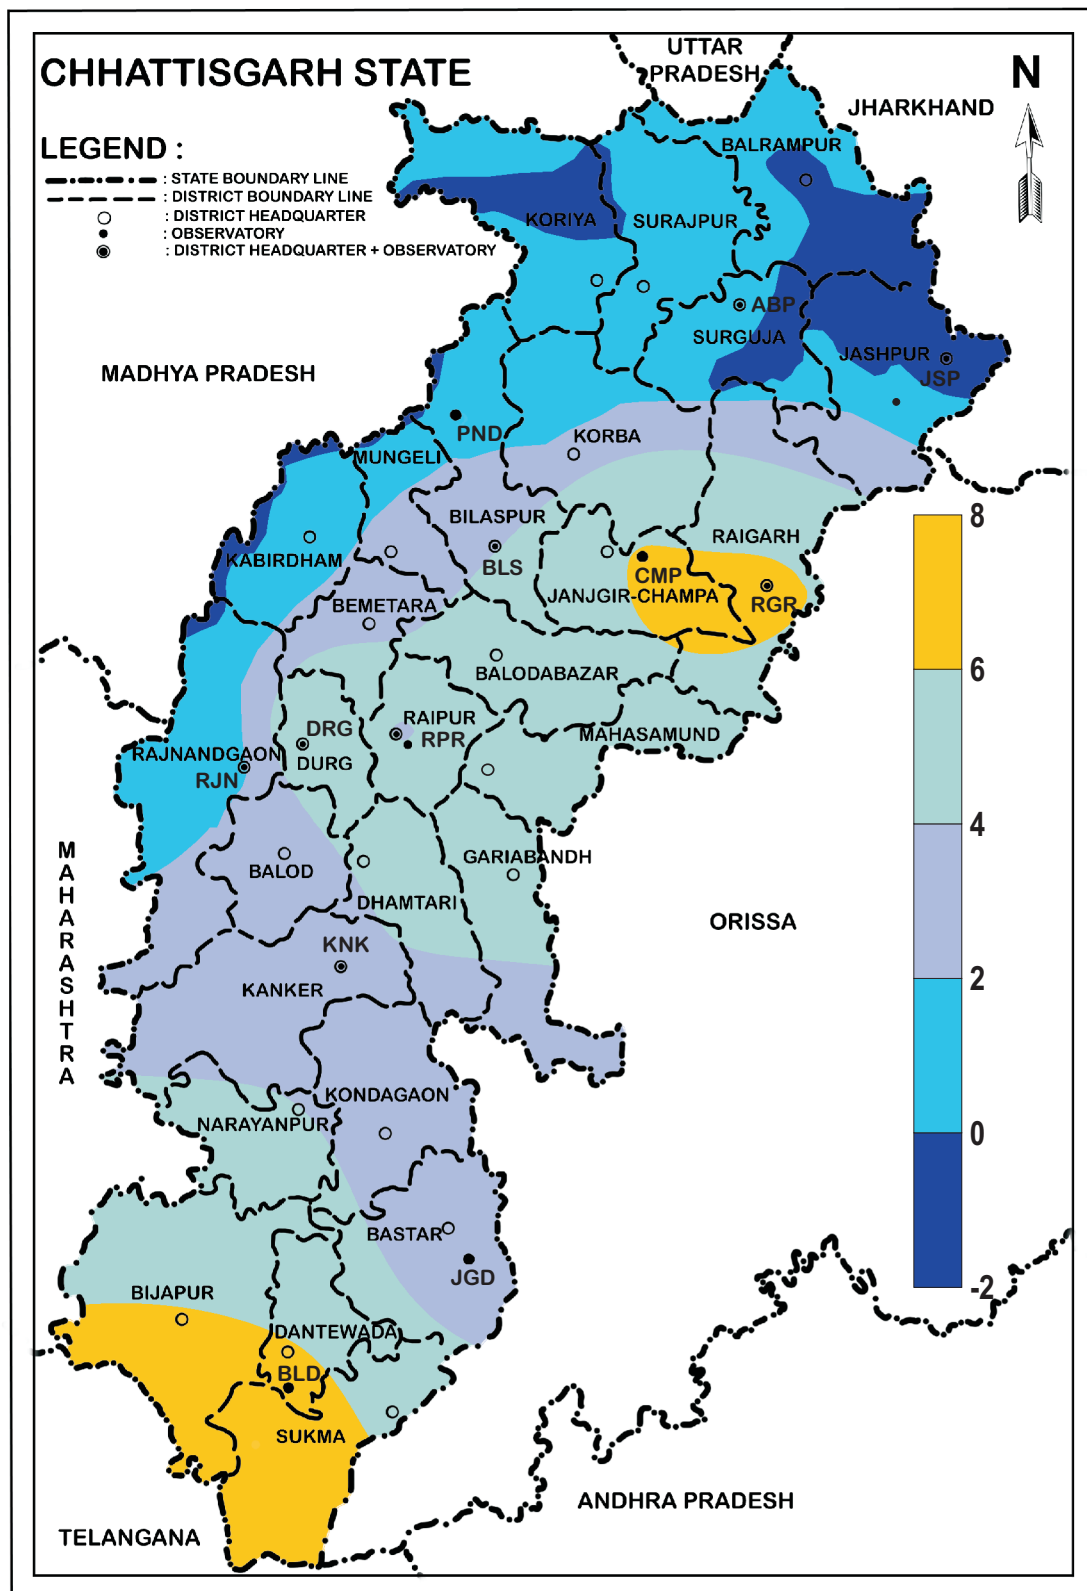 UTTAR
PRADESH
CHHATTISGARH STATE
N
JHARKHAND
LEGEND :
: STATE BOUNDARY LINE
: DISTRICT BOUNDARY LINE
: DISTRICT HEADQUARTER
: OBSERVATORY
: DISTRICT HEADQUARTER + OBSERVATORY
BALRAMPUR
KORIYA
SURAJPUR
ABP
SURGUJA
JASHPUR
JSP
MADHYA PRADESH
PND
KORBA
MUNGELI
BILASPUR
BLS
RAIGARH
KABIRDHAM
CMP
JANJGIR-CHAMPA
RGR
BEMETARA
BALODABAZAR
DRG
RAIPUR
RPR
MAHASAMUND
RAJNANDGAON
RJN
DURG
GARIABANDH
BALOD
DHAMTARI
MAHARASHTRA
ORISSA
KNK
KANKER
KONDAGAON
NARAYANPUR
BASTAR
JGD
BIJAPUR
DANTEWADA
BLD
SUKMA
ANDHRA PRADESH
TELANGANA
8
6
4
2
0
-2